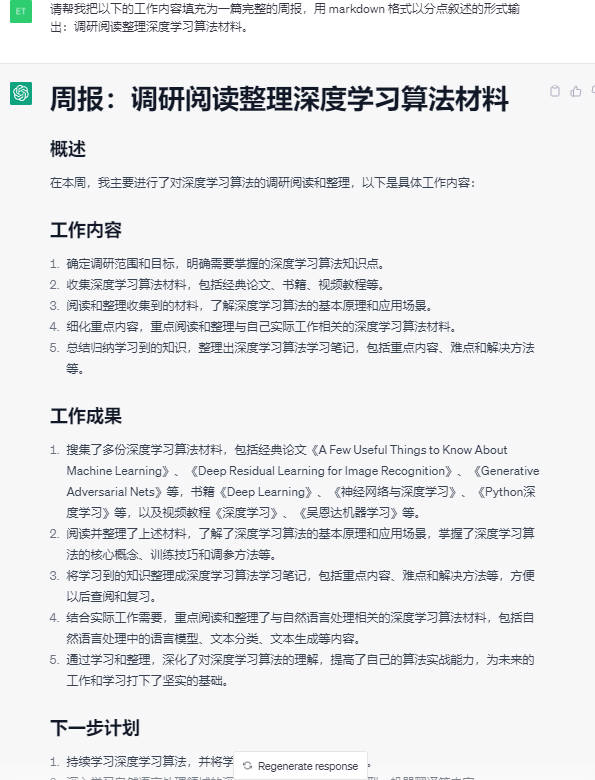 ET
请帮我把以下的工作内容填充为一篇完整的周报，用 markdown 格式以分点叙述的形式输
出：调研阅读整理深度学习算法材料。
周报：调研阅读整理深度学习算法材料
概述
在本周，我主要进行了对深度学习算法的调研阅读和整理，以下是具体工作内容：
工作内容
1. 确定调研范围和目标，明确需要掌握的深度学习算法知识点。
2. 收集深度学习算法材料，包括经典论文、书籍、视频教程等。
3. 阅读和整理收集到的材料，了解深度学习算法的基本原理和应用场景。
4. 细化重点内容，重点阅读和整理与自己实际工作相关的深度学习算法材料。
5. 总结归纳学习到的知识，整理出深度学习算法学习笔记，包括重点内容、难点和解决方法
等。
工作成果
1. 搜集了多份深度学习算法材料，包括经典论文《A Few Useful Things to Know About
Machine Learning》、《Deep Residual Learning for Image Recognition》、《Generative
Adversarial Nets》等，书籍《Deep Learning》、《神经网络与深度学习》、《Python深
度学习》等，以及视频教程《深度学习》、《吴恩达机器学习》等。
2. 阅读并整理了上述材料，了解了深度学习算法的基本原理和应用场景，掌握了深度学习算
法的核心概念、训练技巧和调参方法等。
3. 将学习到的知识整理成深度学习算法学习笔记，包括重点内容、难点和解决方法等，方便
以后查阅和复习。
4. 结合实际工作需要，重点阅读和整理了与自然语言处理相关的深度学习算法材料，包括自
然语言处理中的语言模型、文本分类、文本生成等内容。
5. 通过学习和整理，深化了对深度学习算法的理解，提高了自己的算法实战能力，为未来的
工作和学习打下了坚实的基础。
下一步计划
1. 持续学习深度学习算法，并将学
Regenerate response